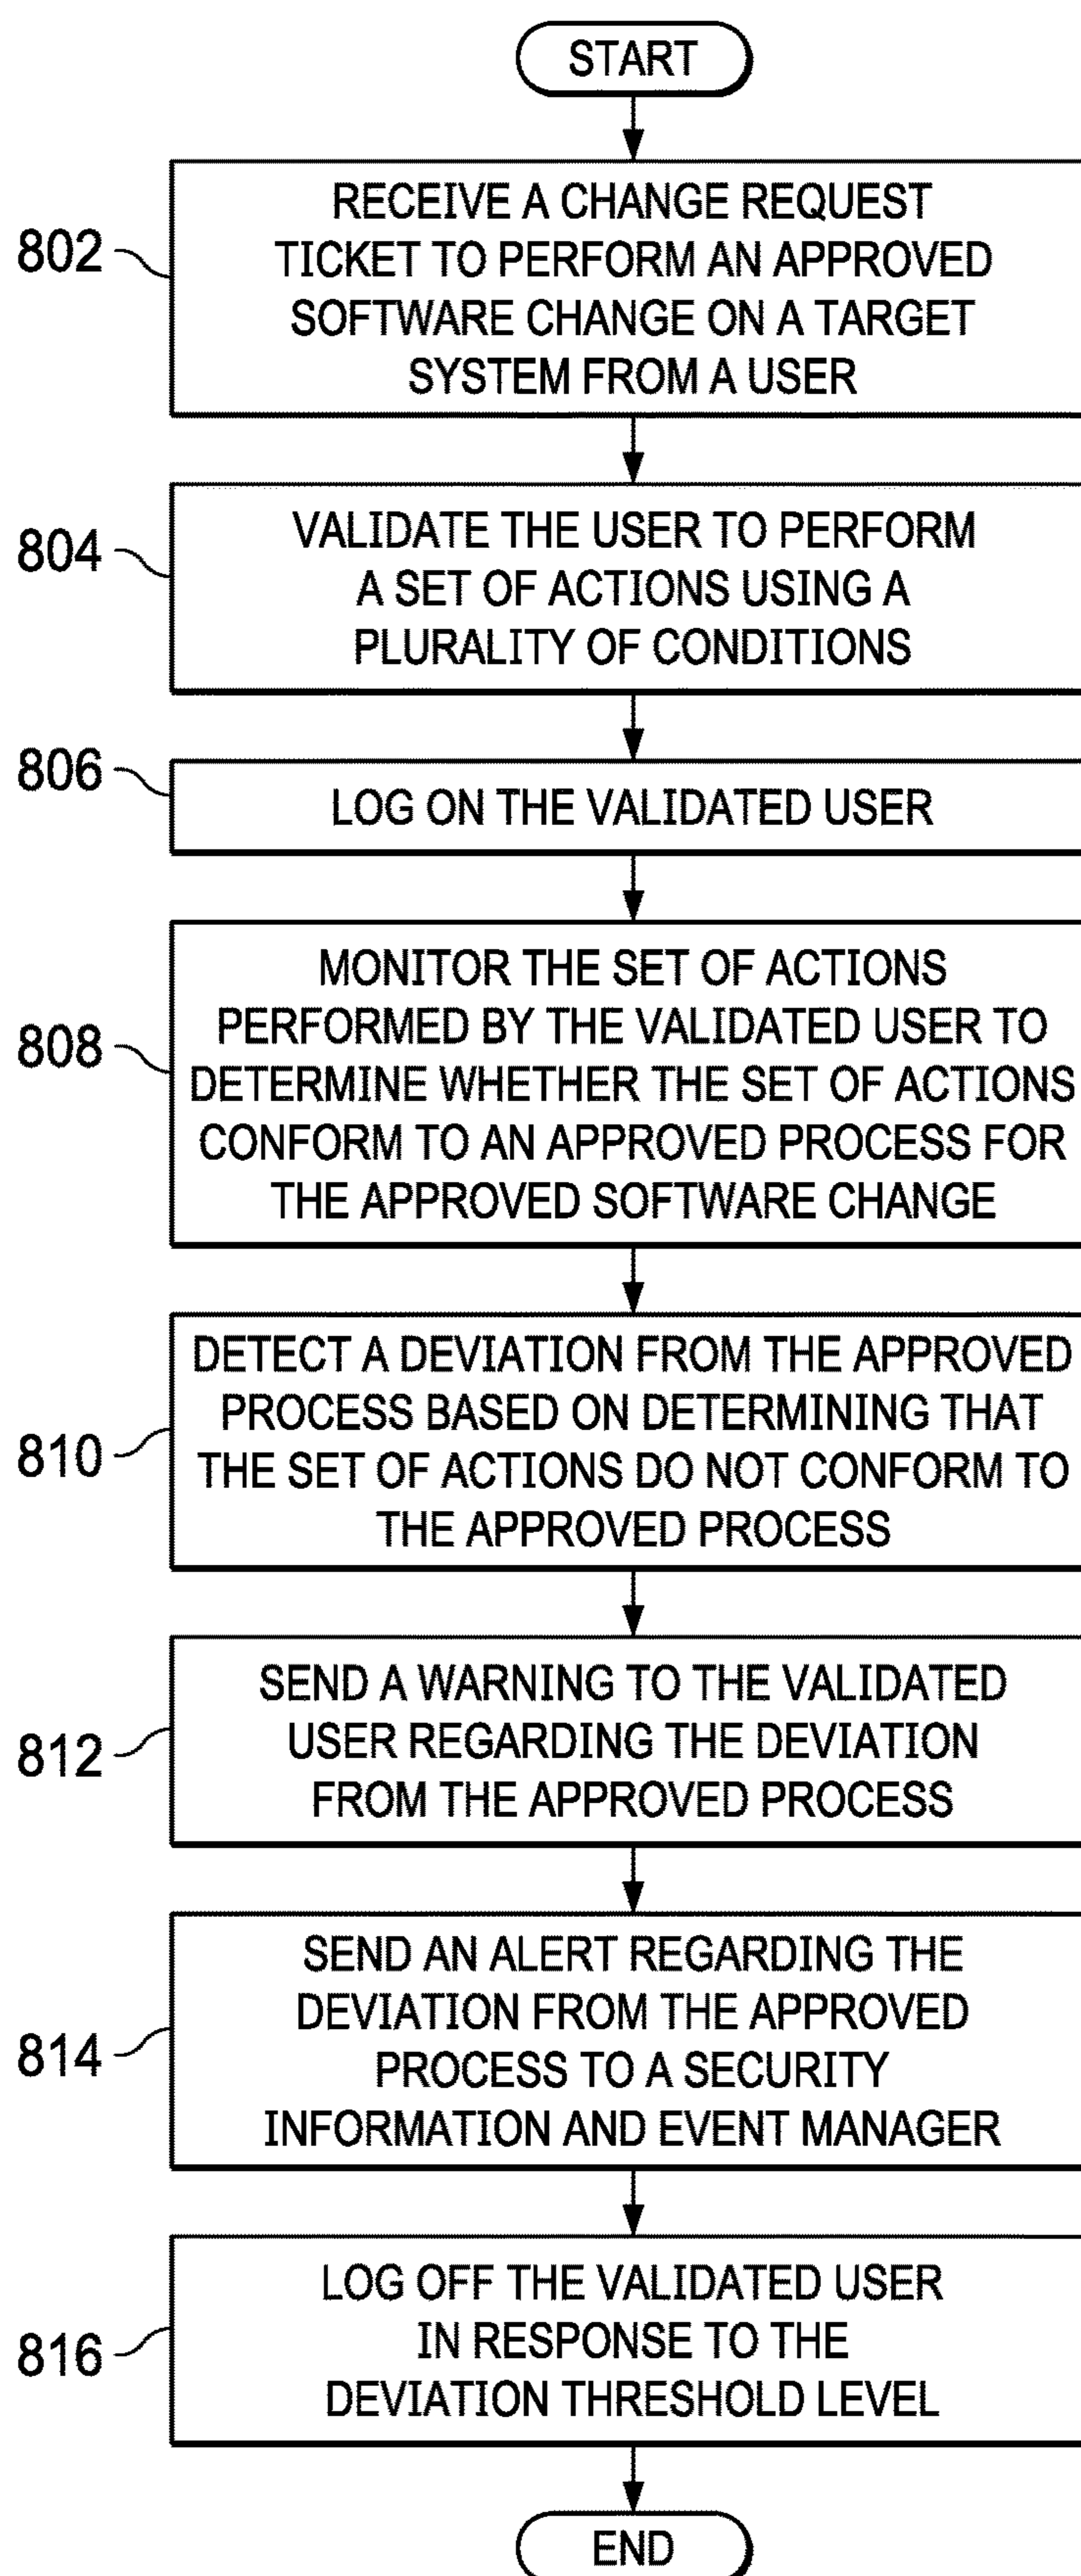 START
802
RECEIVE A CHANGE REQUEST
TICKET TO PERFORM AN APPROVED
SOFTWARE CHANGE ON A TARGET
SYSTEM FROM A USER
804
VALIDATE THE USER TO PERFORM
A SET OF ACTIONS USING A
PLURALITY OF CONDITIONS
806
LOG ON THE VALIDATED USER
808
MONITOR THE SET OF ACTIONS
PERFORMED BY THE VALIDATED USER TO
DETERMINE WHETHER THE SET OF ACTIONS
CONFORM TO AN APPROVED PROCESS FOR
THE APPROVED SOFTWARE CHANGE
810
DETECT A DEVIATION FROM THE APPROVED
PROCESS BASED ON DETERMINING THAT
THE SET OF ACTIONS DO NOT CONFORM TO
THE APPROVED PROCESS
812
SEND A WARNING TO THE VALIDATED
USER REGARDING THE DEVIATION
FROM THE APPROVED PROCESS
814
SEND AN ALERT REGARDING THE
DEVIATION FROM THE APPROVED
PROCESS TO A SECURITY
INFORMATION AND EVENT MANAGER
816
LOG OFF THE VALIDATED USER
IN RESPONSE TO THE
DEVIATION THRESHOLD LEVEL
END